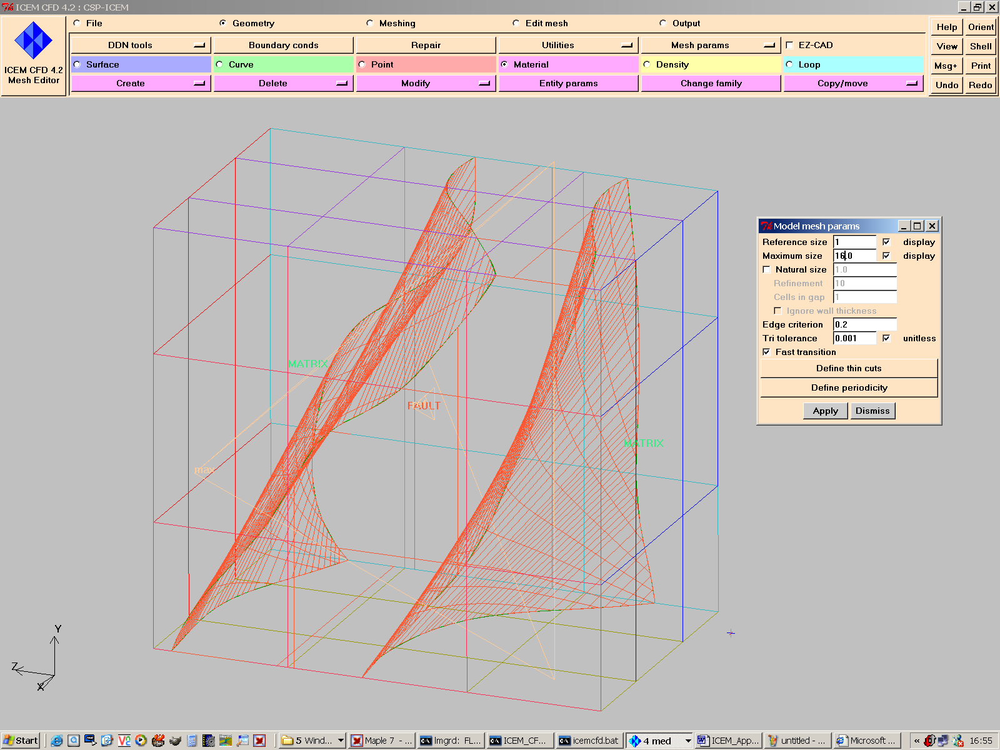 ICEM CFD 4.2 : CSP-ICEM
File Geometry Meshing Edit mesh Output
Help Orient
DDN tools Boundary conds Repair Utilities Mesh params EZ-CAD
View Shell
ICEM CFD 4.2
Mesh Editor
Surface Curve Point Material Density Loop
Msg+ Print
Create Delete Modify Entity params Change family Copy/move
Undo Redo
Model mesh params
Reference size 1 display
Maximum size 16.0 display
Natural size 1.0
Refinement 10
Cells in gap 1
Ignore wall thickness
Edge criterion 0.2
Tri tolerance 0.001 unitless
Fast transition
Define thin cuts
Define periodicity
Apply Dismiss
MATRIX
FAULT
MATRIX
max
Y
Z
X
Start 5 Wind... Maple 7 - ... lmgrd: FL... ICEM_CF... icemcfd.bat 4 med ICEM_App... untitled - ... Microsoft ... « 16:55